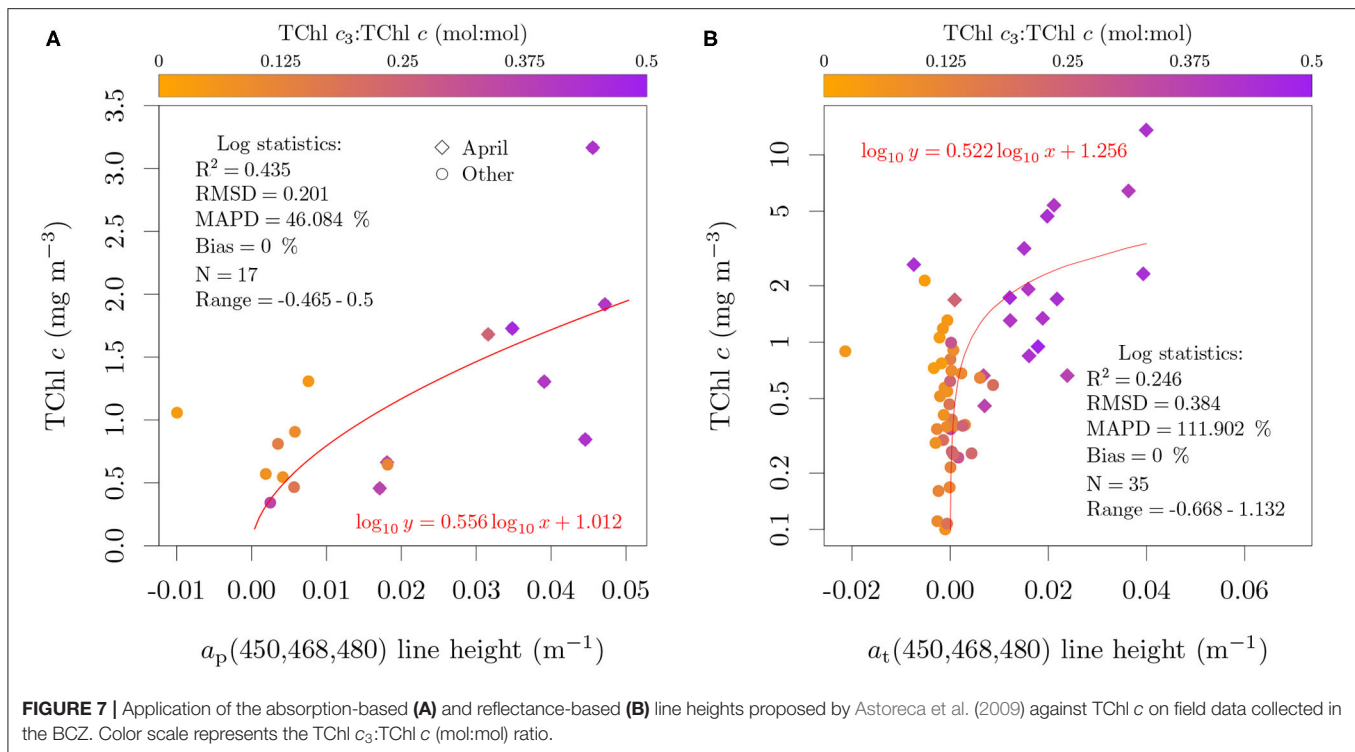 A
TChl c₃:TChl c (mol:mol)
0 0.125 0.25 0.375 0.5
3.5
3.0
2.5
2.0
1.5
1.0
0.5
0.0
TChl c (mg m⁻³)
Log statistics:
R² = 0.435
RMSD = 0.201
MAPD = 46.084 %
Bias = 0 %
N = 17
Range = -0.465 - 0.5
April
Other
log₁₀ y = 0.556 log₁₀ x + 1.012
-0.01 0.00 0.01 0.02 0.03 0.04 0.05
aₚ(450,468,480) line height (m⁻¹)
B
TChl c₃:TChl c (mol:mol)
0 0.125 0.25 0.375 0.5
10
5
2
1
0.5
0.2
0.1
TChl c (mg m⁻³)
log₁₀ y = 0.522 log₁₀ x + 1.256
Log statistics:
R² = 0.246
RMSD = 0.384
MAPD = 111.902 %
Bias = 0 %
N = 35
Range = -0.668 - 1.132
-0.02 0.00 0.02 0.04 0.06
aₜ(450,468,480) line height (m⁻¹)
FIGURE 7 | Application of the absorption-based (A) and reflectance-based (B) line heights proposed by Astoreca et al. (2009) against TChl c on field data collected in
the BCZ. Color scale represents the TChl c₃:TChl c (mol:mol) ratio.